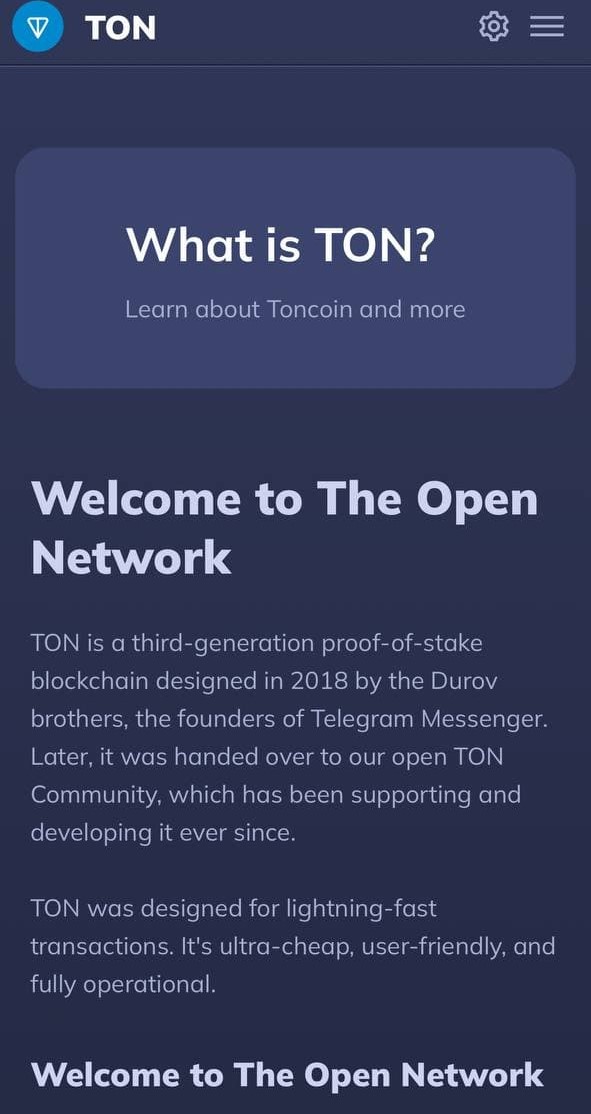 TON
What is TON?
Learn about Toncoin and more
Welcome to The Open
Network
TON is a third-generation proof-of-stake
blockchain designed in 2018 by the Durov
brothers, the founders of Telegram Messenger.
Later, it was handed over to our open TON
Community, which has been supporting and
developing it ever since.
TON was designed for lightning-fast
transactions. It's ultra-cheap, user-friendly, and
fully operational.
Welcome to The Open Network